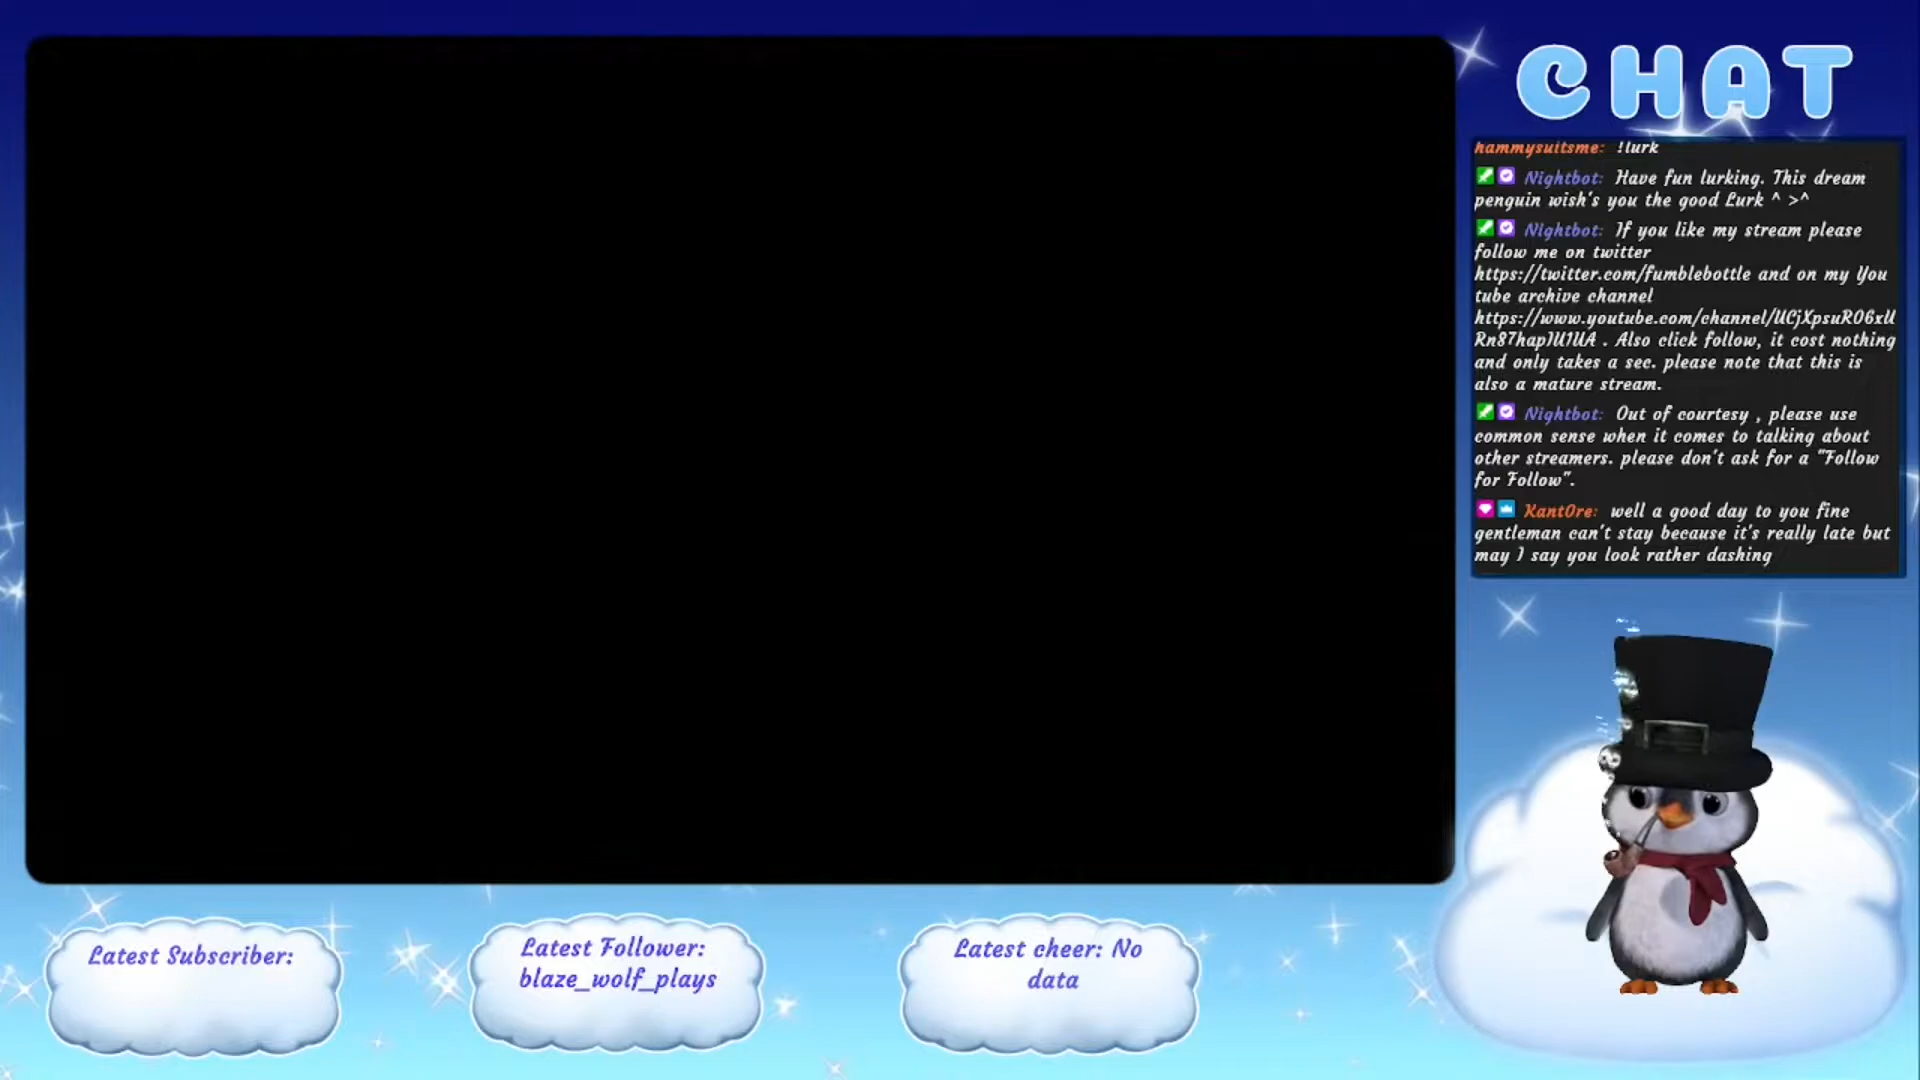 CHAT
hammysuitsme: !lurk
Nightbot: Have fun lurking. This dream
penguin wish's you the good Lurk ^ >^
Nightbot: If you like my stream please
follow me on twitter
https://twitter.com/fumblebottle and on my You
tube archive channel
https://www.youtube.com/channel/UCjXpsuRO6xU
Rn87hapIU1UA . Also click follow, it cost nothing
and only takes a sec. please note that this is
also a mature stream.
Nightbot: Out of courtesy , please use
common sense when it comes to talking about
other streamers. please don't ask for a "Follow
for Follow".
KantOre: well a good day to you fine
gentleman can't stay because it's really late but
may I say you look rather dashing
Latest Subscriber:
Latest Follower:
blaze_wolf_plays
Latest cheer: No
data